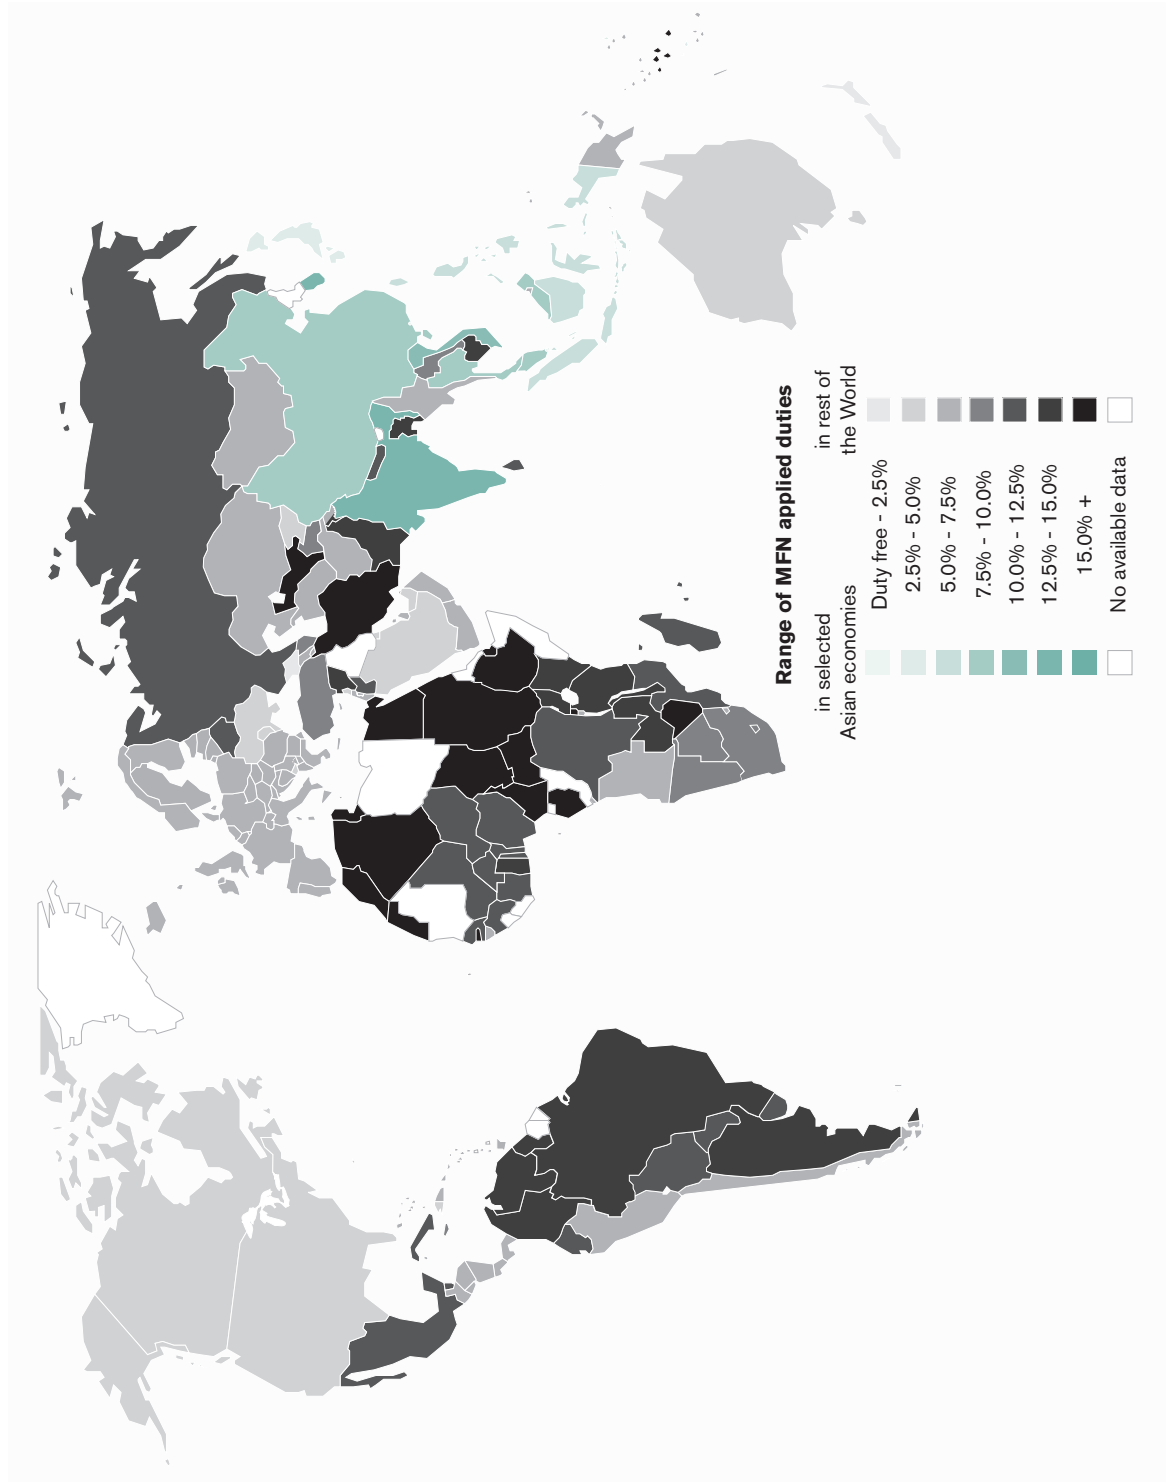 Range of MFN applied duties
in selected
Asian economies
in rest of
the World
Duty free - 2.5%
2.5% - 5.0%
5.0% - 7.5%
7.5% - 10.0%
10.0% - 12.5%
12.5% - 15.0%
15.0% +
No available data